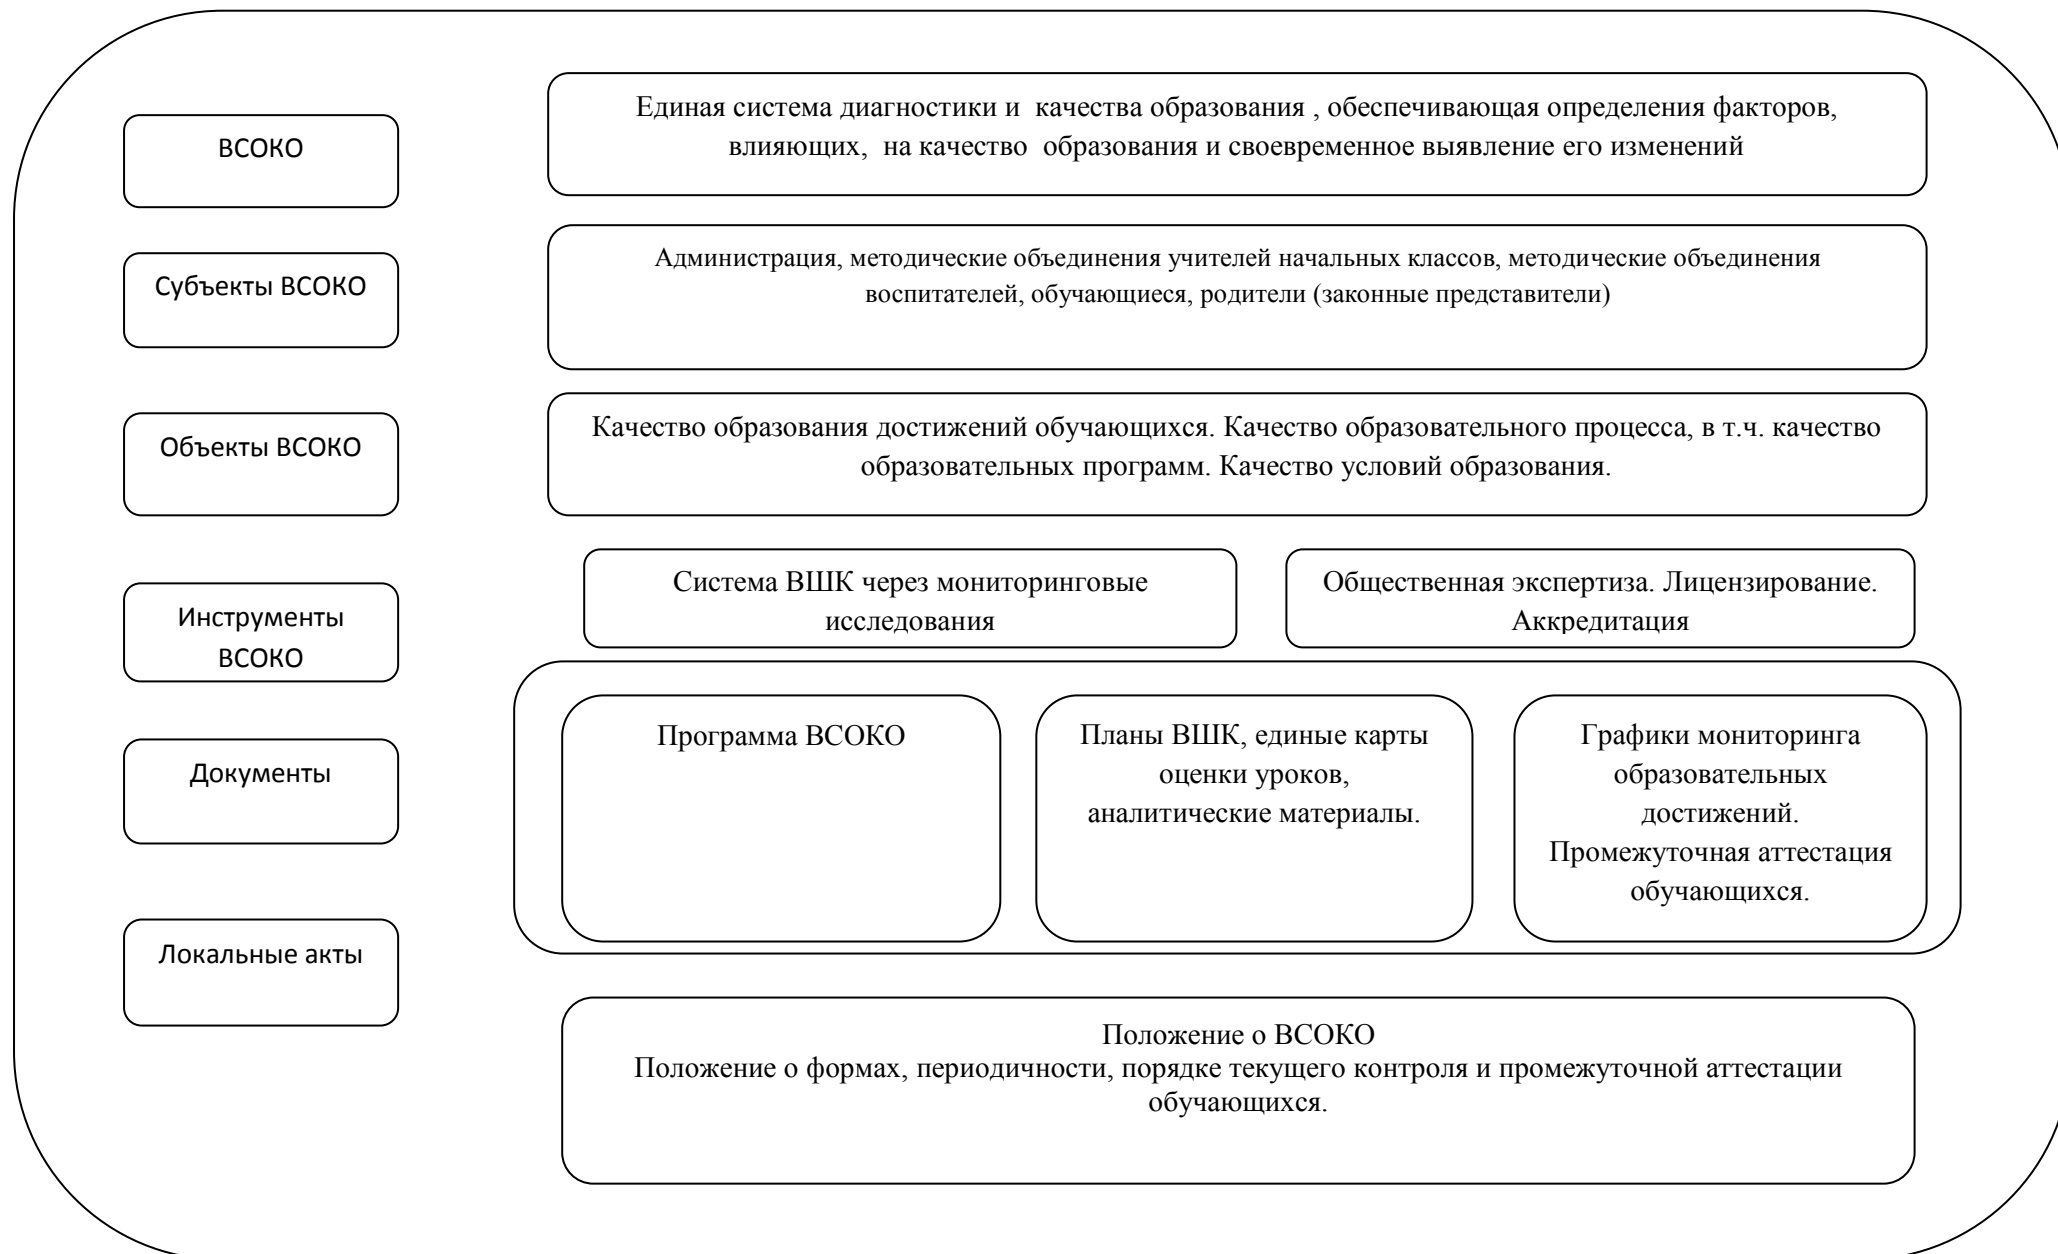 ВСОКО
Единая система диагностики и качества образования , обеспечивающая определения факторов,
влияющих, на качество образования и своевременное выявление его изменений
Субъекты ВСОКО
Администрация, методические объединения учителей начальных классов, методические объединения
воспитателей, обучающиеся, родители (законные представители)
Объекты ВСОКО
Качество образования достижений обучающихся. Качество образовательного процесса, в т.ч. качество
образовательных программ. Качество условий образования.
Инструменты
ВСОКО
Система ВШК через мониторинговые
исследования
Общественная экспертиза. Лицензирование.
Аккредитация
Документы
Программа ВСОКО
Планы ВШК, единые карты
оценки уроков,
аналитические материалы.
Графики мониторинга
образовательных
достижений.
Промежуточная аттестация
обучающихся.
Локальные акты
Положение о ВСОКО
Положение о формах, периодичности, порядке текущего контроля и промежуточной аттестации
обучающихся.